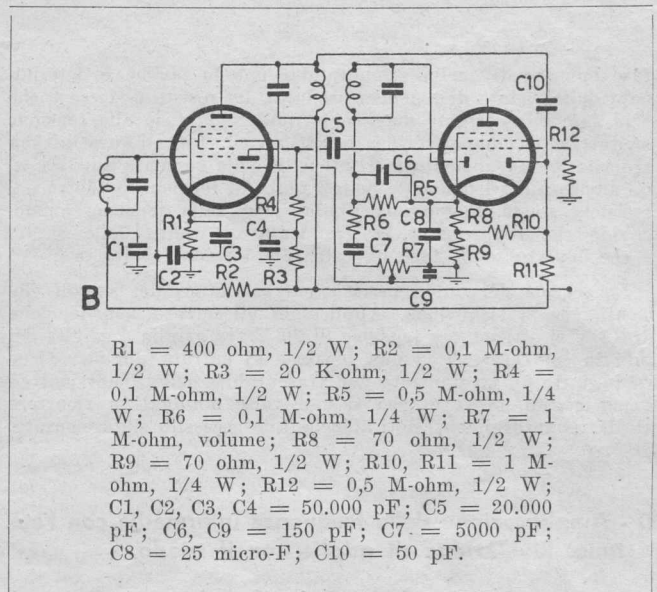 C10
C5
R12
C6
R4
R5
R6
C8
R8
R10
R1
C4
C3
C7
R7
R9
C1
C2
R2
R3
R11
B
C9
R1 = 400 ohm, 1/2 W; R2 = 0,1 M-ohm,
1/2 W; R3 = 20 K-ohm, 1/2 W; R4 =
0,1 M-ohm, 1/2 W; R5 = 0,5 M-ohm, 1/4
W; R6 = 0,1 M-ohm, 1/4 W; R7 = 1
M-ohm, volume; R8 = 70 ohm, 1/2 W;
R9 = 70 ohm, 1/2 W; R10, R11 = 1 M-
ohm, 1/4 W; R12 = 0,5 M-ohm, 1/2 W;
C1, C2, C3, C4 = 50.000 pF; C5 = 20.000
pF; C6, C9 = 150 pF; C7 = 5000 pF;
C8 = 25 micro-F; C10 = 50 pF.